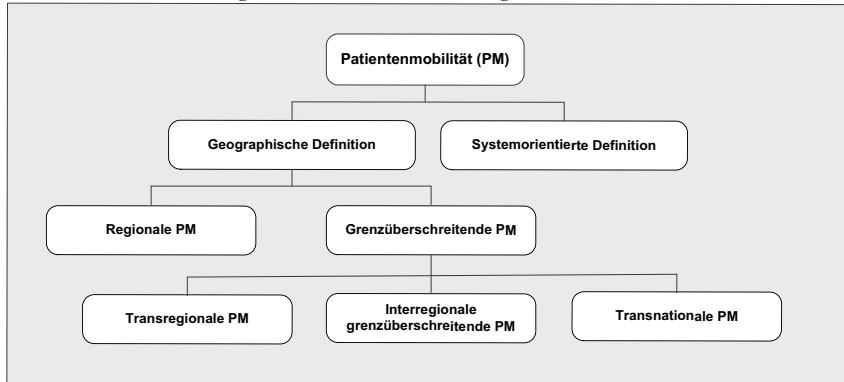 Patientenmobilität (PM)
Geographische Definition
Systemorientierte Definition
Regionale PM
Grenzüberschreitende PM
Transregionale PM
Interregionale
grenzüberschreitende PM
Transnationale PM